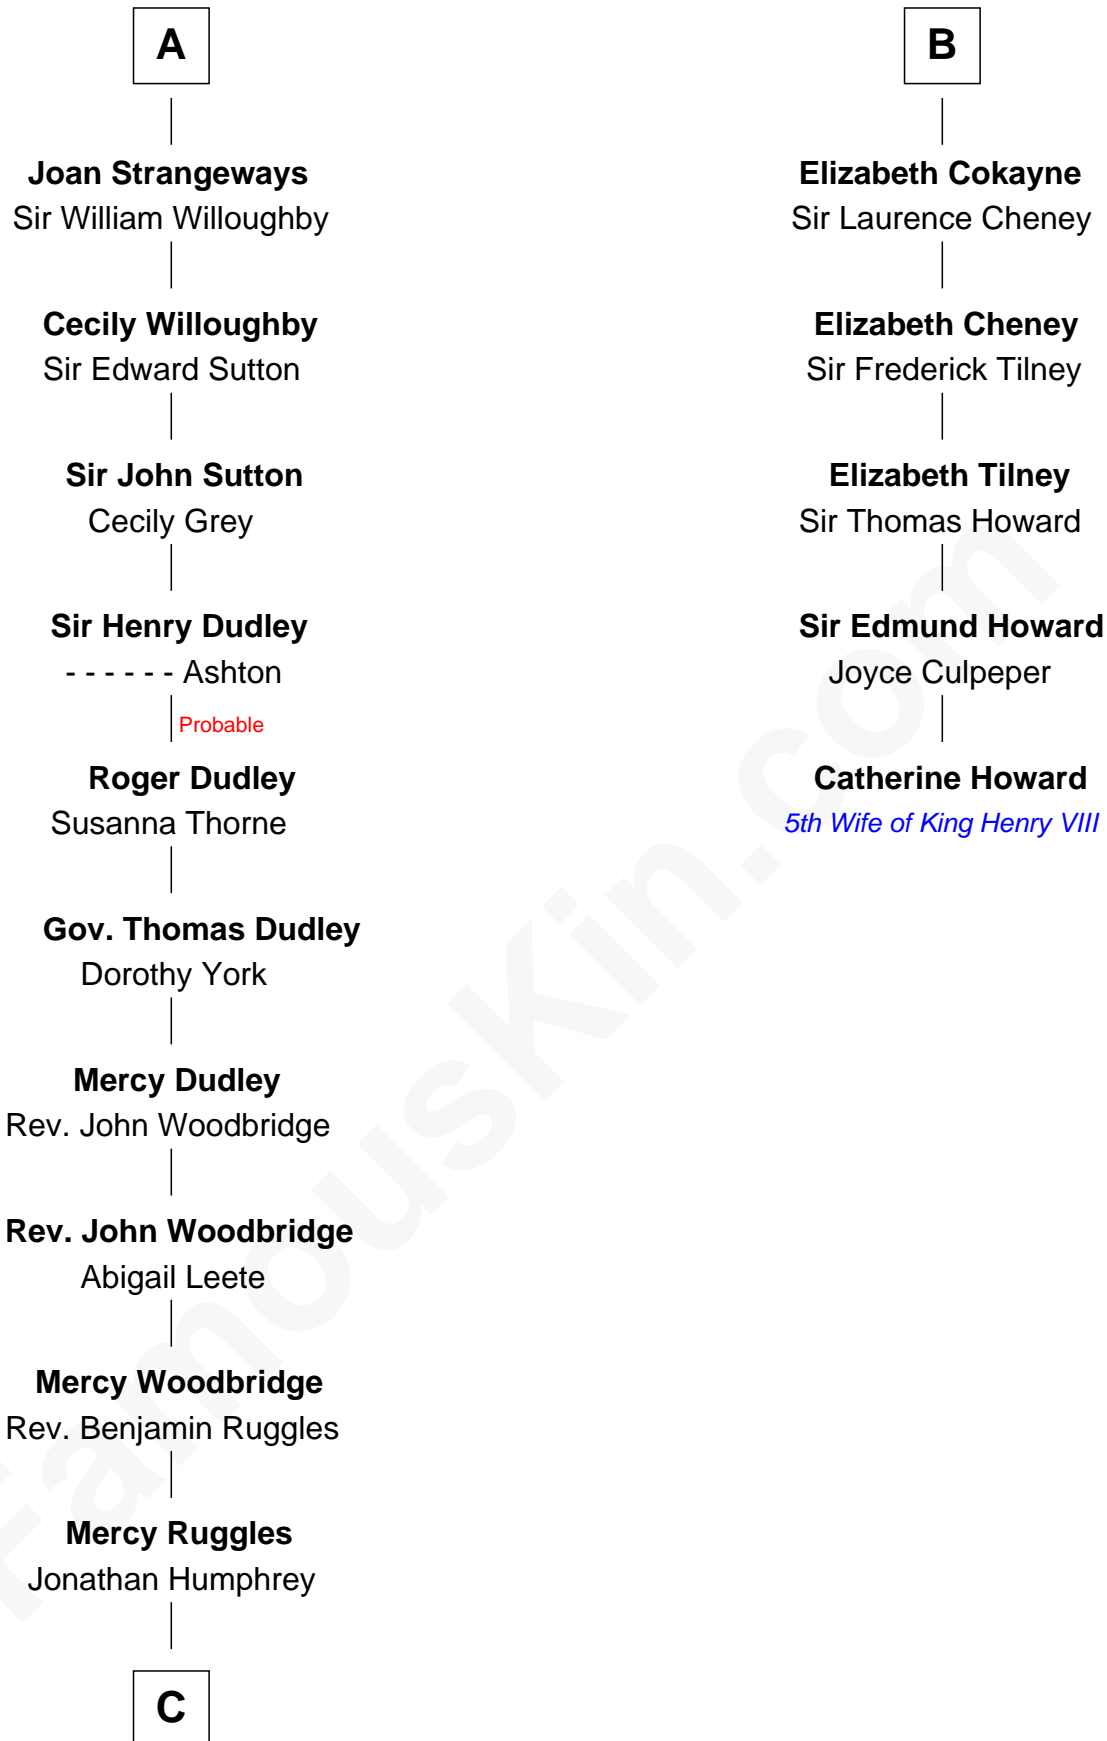 A
Joan Strangeways
Sir William Willoughby
Cecily Willoughby
Sir Edward Sutton
Sir John Sutton
Cecily Grey
Sir Henry Dudley
- - - - - - Ashton
Probable
Roger Dudley
Susanna Thorne
Gov. Thomas Dudley
Dorothy York
Mercy Dudley
Rev. John Woodbridge
Rev. John Woodbridge
Abigail Leete
Mercy Woodbridge
Rev. Benjamin Ruggles
Mercy Ruggles
Jonathan Humphrey
C
B
Elizabeth Cokayne
Sir Laurence Cheney
Elizabeth Cheney
Sir Frederick Tilney
Elizabeth Tilney
Sir Thomas Howard
Sir Edmund Howard
Joyce Culpeper
Catherine Howard
5th Wife of King Henry VIII
FamousKin.com